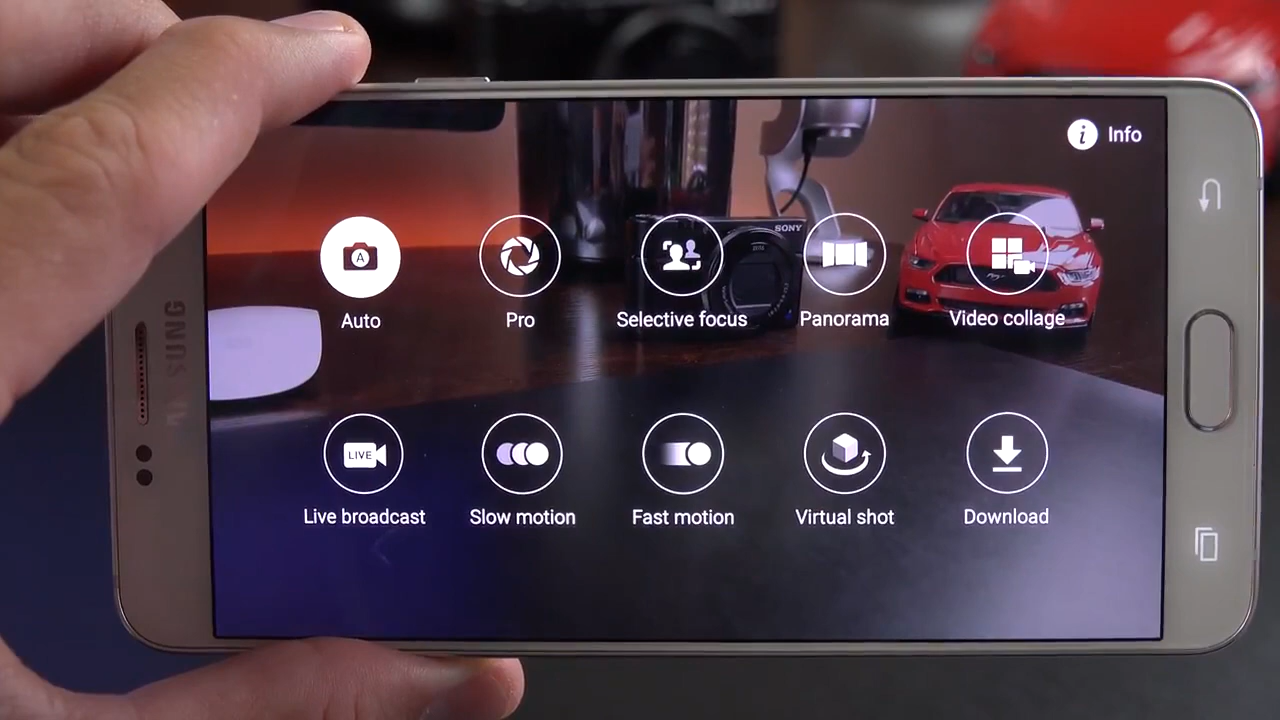 Info
SONY
A
Auto
Pro
Selective focus
Panorama
Video collage
SAMSUNG
LIVE
Live broadcast
Slow motion
Fast motion
Virtual shot
Download